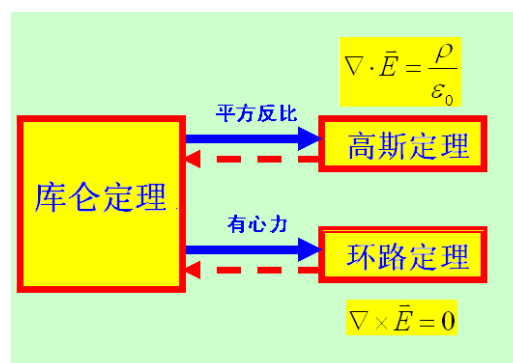 ∇·E⃗ = ρ/ε₀
平方反比
高斯定理
库仑定理
有心力
环路定理
∇×E⃗ = 0